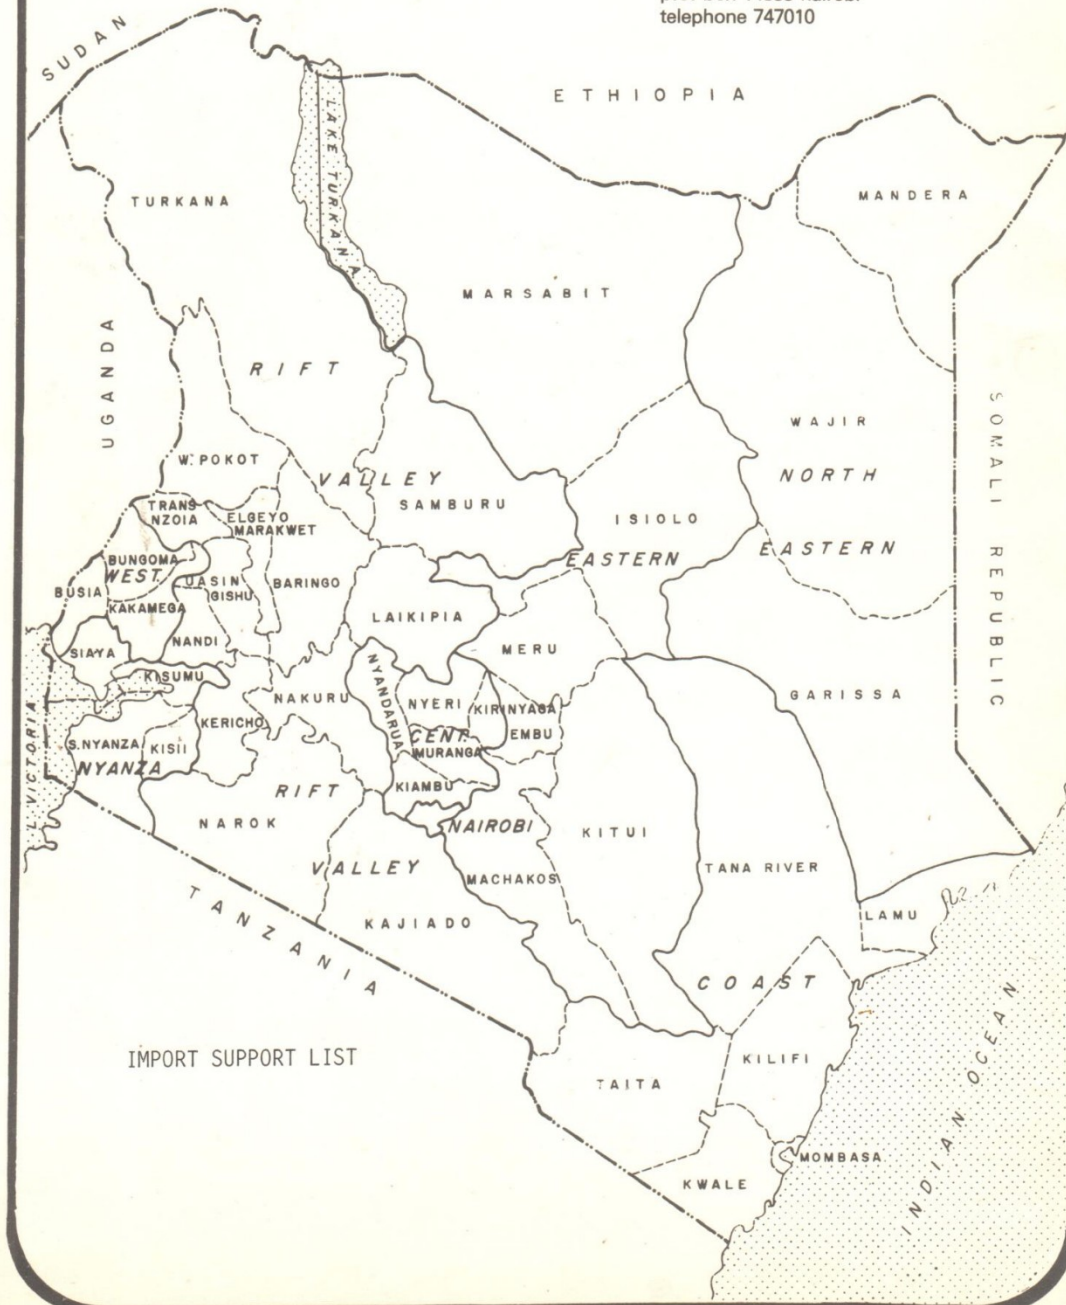 telephone 747010
SUDAN
ETHIOPIA
LAKE TURKANA
TURKANA
MANDERA
MARSABIT
UGANDA
RIFT
VALLEY
W. POKOT
SAMBURU
WAJIR
NORTH
EASTERN
SOMALI REPUBLIC
ISIOLO
EASTERN
TRANS
NZOIA
ELGEYO
MARAKWET
BUNGOMA
WEST.
UASIN
GISHU
BARINGO
BUSIA
KAKAMEGA
LAIKIPIA
SIAYA
NANDI
MERU
KISUMU
NYANDARUA
NAKURU
NYERI
KIRINYAGA
GARISSA
KERICHO
CENT.
EMBU
MURANGA
S.NYANZA
KISII
NYANZA
L. VICTORIA
KIAMBU
RIFT
VALLEY
NAROK
NAIROBI
KITUI
MACHAKOS
TANA RIVER
LAMU
KAJIADO
TANZANIA
COAST
IMPORT SUPPORT LIST
KILIFI
TAITA
INDIAN OCEAN
MOMBASA
KWALE